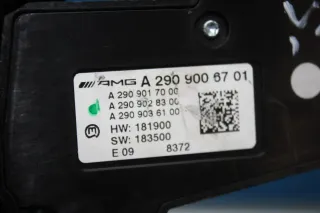 AMG A 290 900 67 01
A 290 901 70 00
A 290 902 83 00
A 290 903 61 00
HW: 181900
SW: 183500
E 09 8372